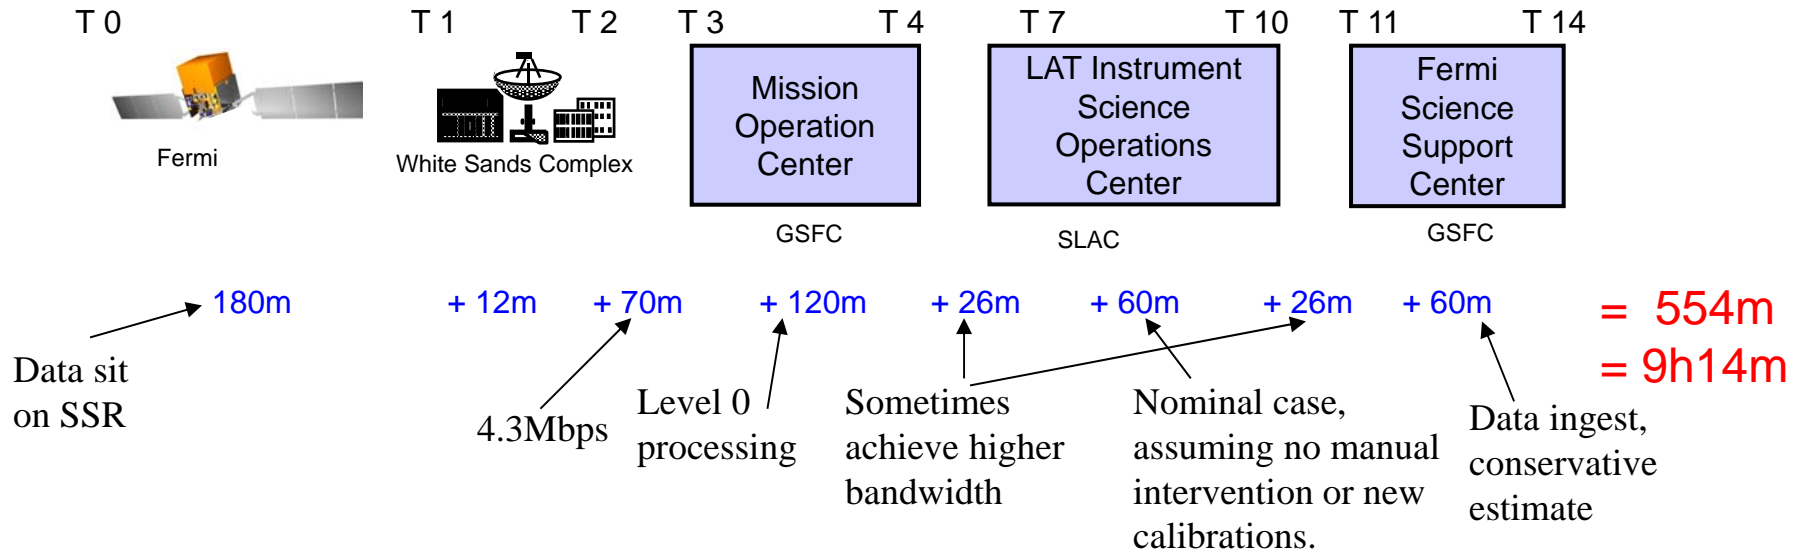 T 0
T 1
T 2
T 3
T 4
T 7
T 10
T 11
T 14
Fermi
White Sands Complex
Mission
Operation
Center
LAT Instrument
Science
Operations
Center
Fermi
Science
Support
Center
GSFC
SLAC
GSFC
180m + 12m + 70m + 120m + 26m + 60m + 26m + 60m
= 554m
= 9h14m
Data sit
on SSR
4.3Mbps
Level 0
processing
Sometimes
achieve higher
bandwidth
Nominal case,
assuming no manual
intervention or new
calibrations.
Data ingest,
conservative
estimate